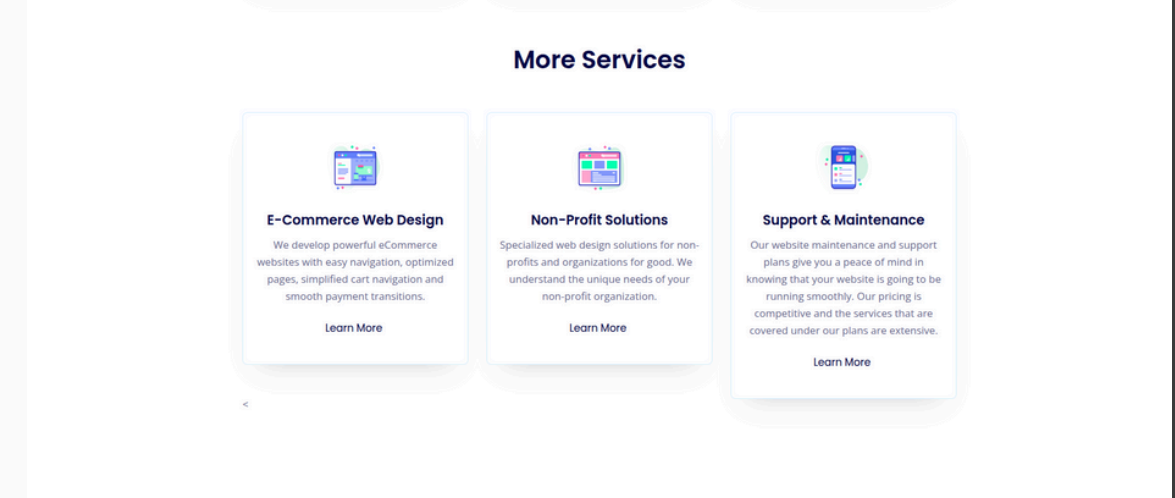 More Services
E-Commerce Web Design
We develop powerful eCommerce
websites with easy navigation, optimized
pages, simplified cart navigation and
smooth payment transitions.
Learn More
Non-Profit Solutions
Specialized web design solutions for non-
profits and organizations for good. We
understand the unique needs of your
non-profit organization.
Learn More
Support & Maintenance
Our website maintenance and support
plans give you a peace of mind in
knowing that your website is going to be
running smoothly. Our pricing is
competitive and the services that are
covered under our plans are extensive.
Learn More
<